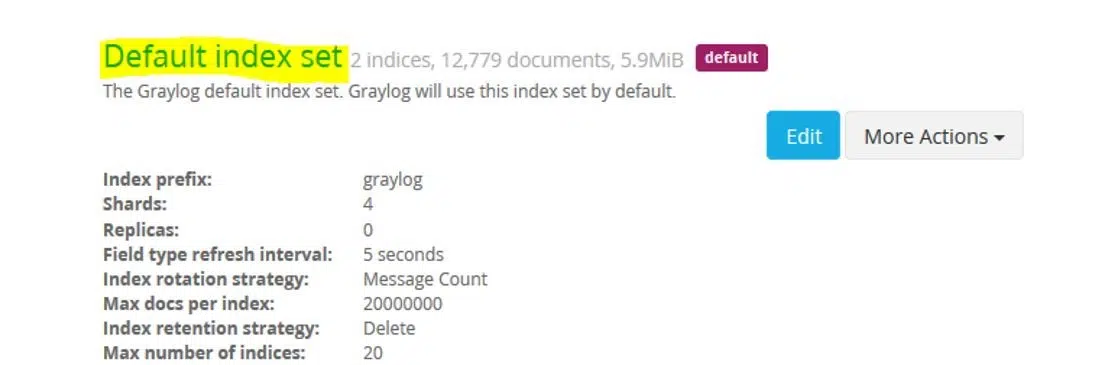 Default index set 2 indices, 12,779 documents, 5.9MiB default
The Graylog default index set. Graylog will use this index set by default.
Edit More Actions
Index prefix: graylog
Shards: 4
Replicas: 0
Field type refresh interval: 5 seconds
Index rotation strategy: Message Count
Max docs per index: 20000000
Index retention strategy: Delete
Max number of indices: 20